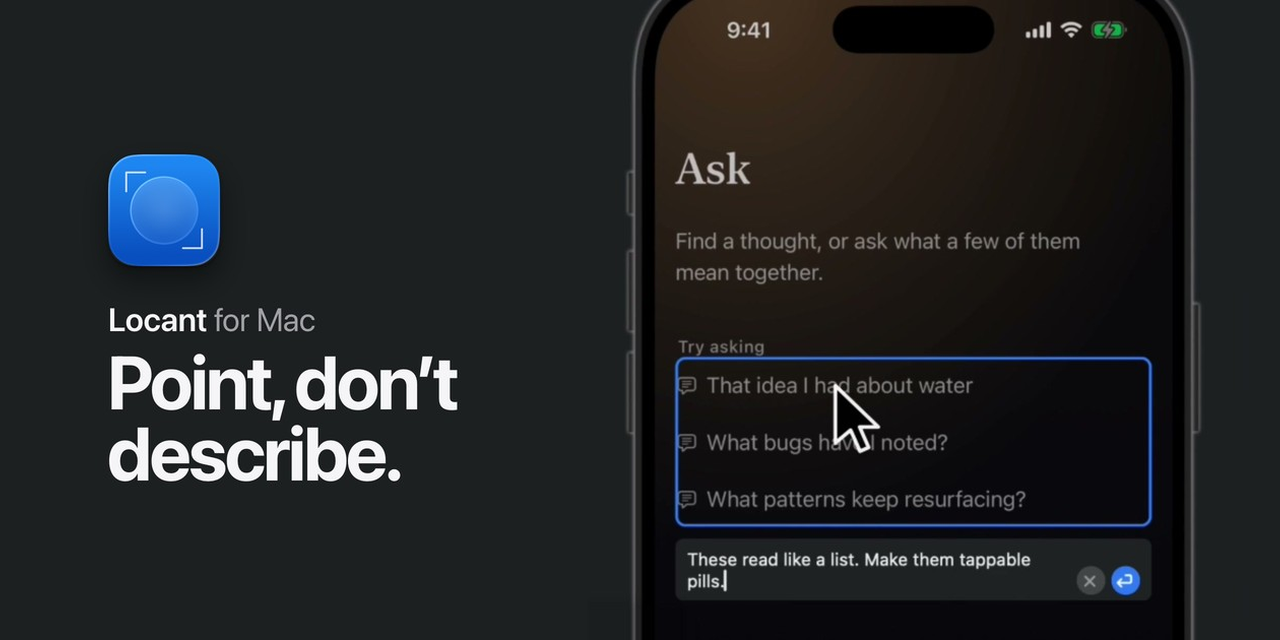 Locant for Mac
Point, don’t
describe.
9:41
Ask
Find a thought, or ask what a few of them
mean together.
Try asking
That idea I had about water
What bugs have I noted?
What patterns keep resurfacing?
These read like a list. Make them tappable
pills.